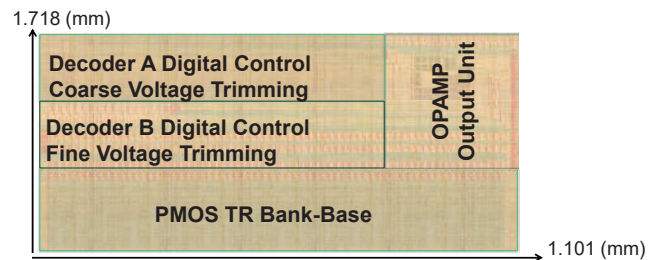 1.718 (mm)
Decoder A Digital Control
Coarse Voltage Trimming
Decoder B Digital Control
Fine Voltage Trimming
OPAMP
Output Unit
PMOS TR Bank-Base
1.101 (mm)